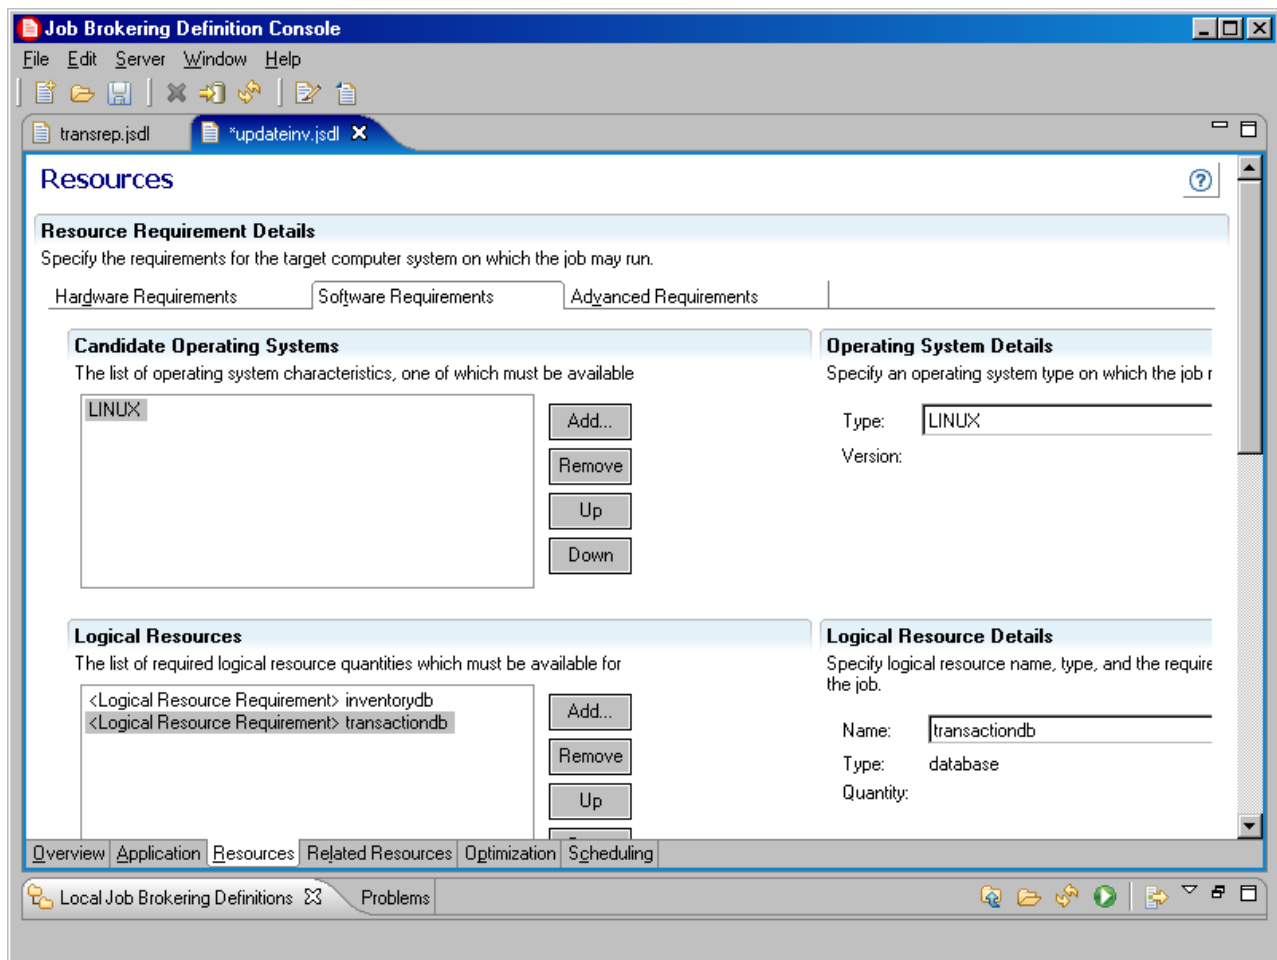 Job Brokering Definition Console
File Edit Server Window Help
transrep.jsdl *updateinv.jsdl
Resources
Resource Requirement Details
Specify the requirements for the target computer system on which the job may run.
Hardware Requirements Software Requirements Advanced Requirements
Candidate Operating Systems
The list of operating system characteristics, one of which must be available
LINUX
Add...
Remove
Up
Down
Operating System Details
Specify an operating system type on which the job r
Type: LINUX
Version:
Logical Resources
The list of required logical resource quantities which must be available for
<Logical Resource Requirement> inventorydb
<Logical Resource Requirement> transactiondb
Add...
Remove
Up
Logical Resource Details
Specify logical resource name, type, and the require
the job.
Name: transactiondb
Type: database
Quantity:
Overview Application Resources Related Resources Optimization Scheduling
Local Job Brokering Definitions Problems